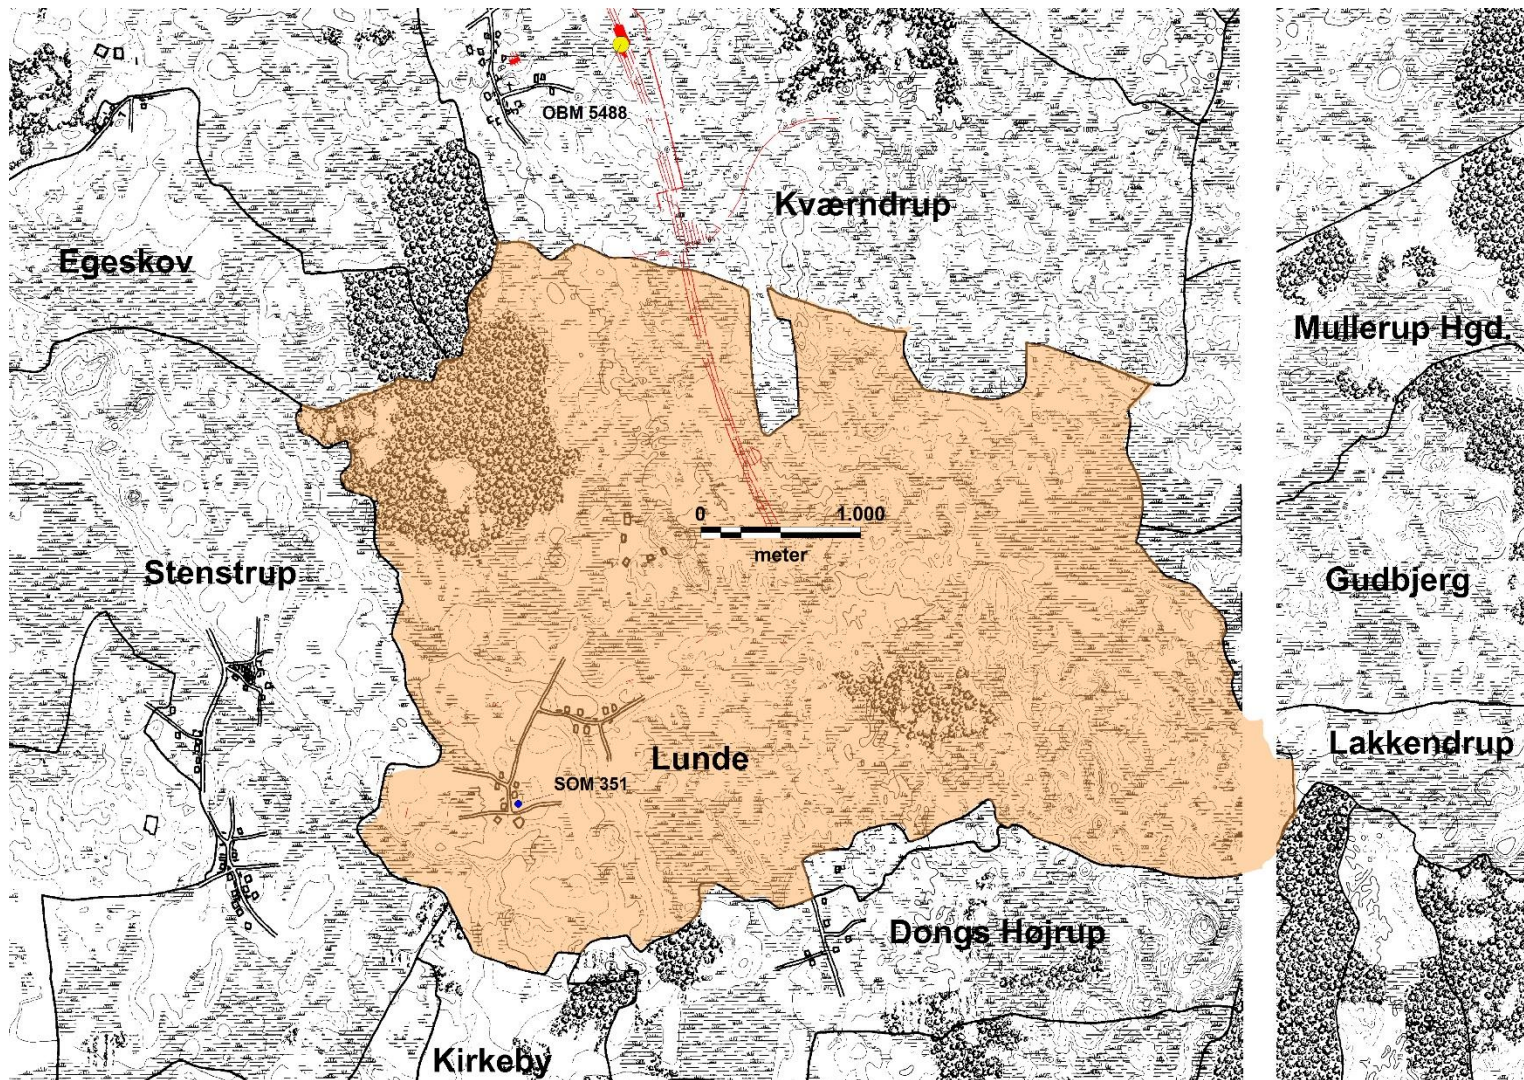 OBM 5488
Kværndrup
Egeskov
Mullerup Hgd.
0 1.000
meter
Stenstrup
Gudbjerg
Lunde
Lakkendrup
SOM 351
Dongs Højrup
Kirkeby